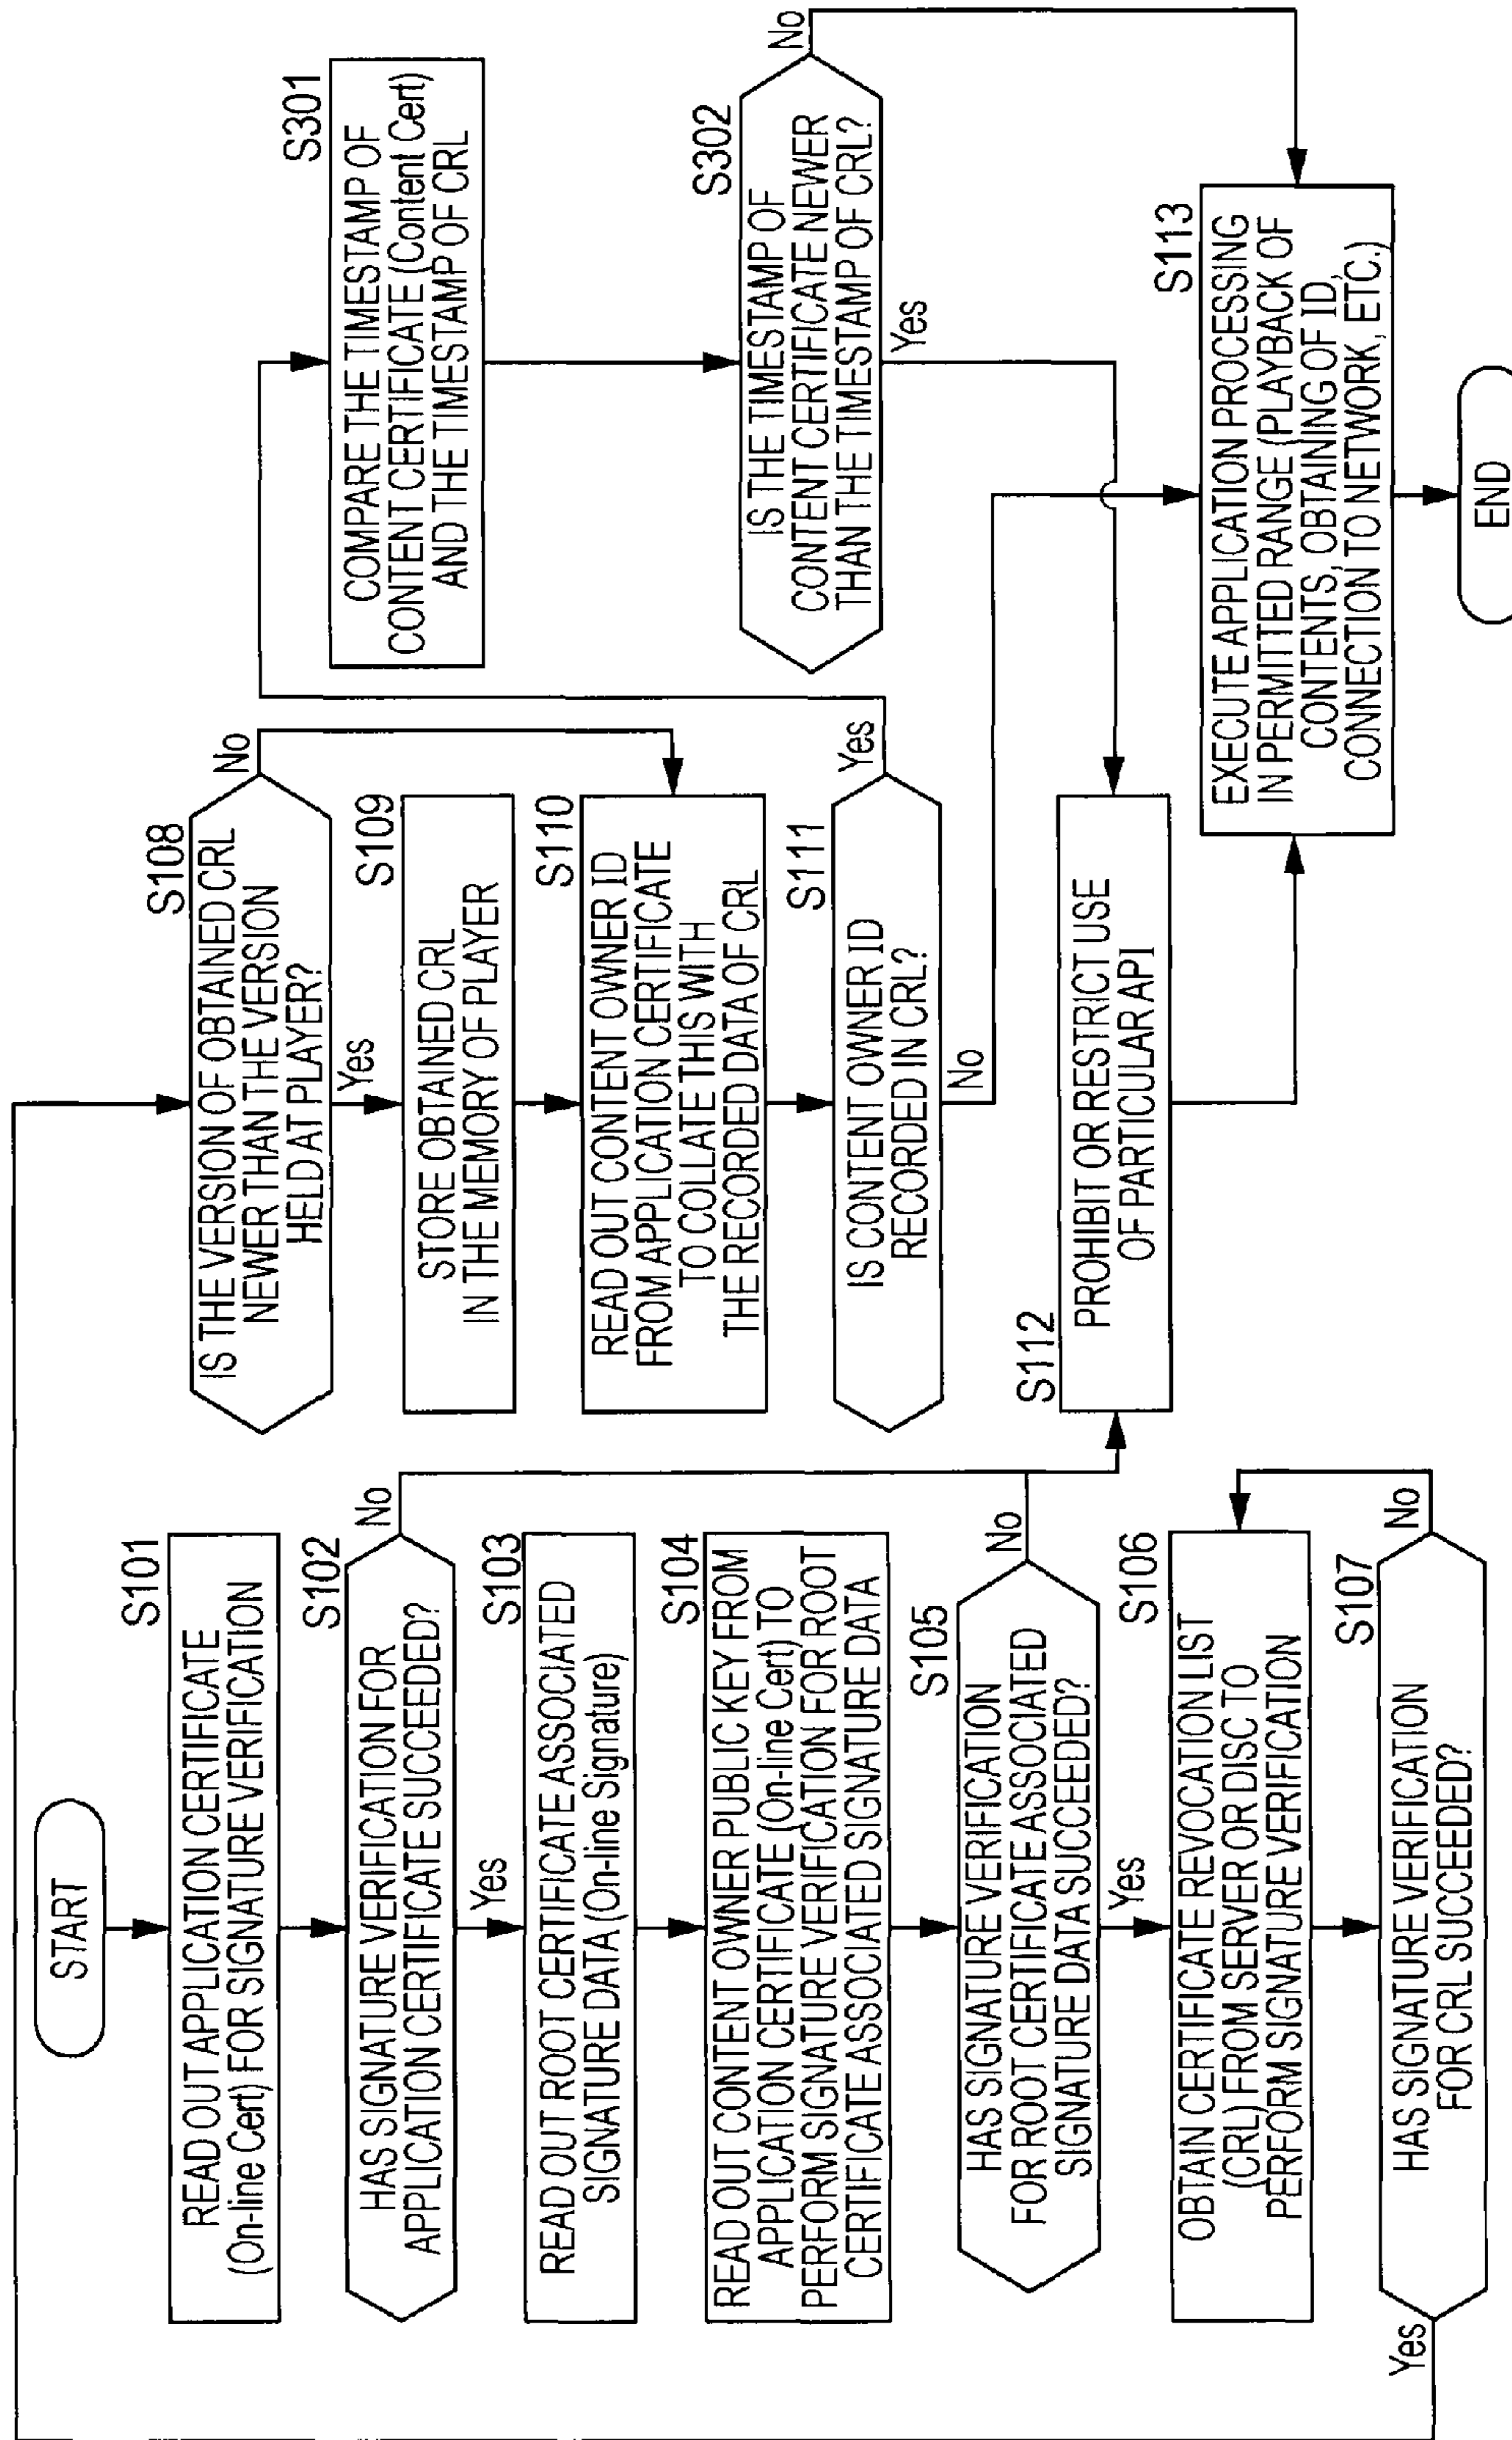 START
S101
READ OUT APPLICATION CERTIFICATE
(On-line Cert) FOR SIGNATURE VERIFICATION
S102
HAS SIGNATURE VERIFICATION FOR
APPLICATION CERTIFICATE SUCCEEDED?
No
Yes
S103
READ OUT ROOT CERTIFICATE ASSOCIATED
SIGNATURE DATA (On-line Signature)
S104
READ OUT CONTENT OWNER PUBLIC KEY FROM
APPLICATION CERTIFICATE (On-line Cert) TO
PERFORM SIGNATURE VERIFICATION FOR ROOT
CERTIFICATE ASSOCIATED SIGNATURE DATA
S105
HAS SIGNATURE VERIFICATION
FOR ROOT CERTIFICATE ASSOCIATED
SIGNATURE DATA SUCCEEDED?
No
Yes
S106
OBTAIN CERTIFICATE REVOCATION LIST
(CRL) FROM SERVER OR DISC TO
PERFORM SIGNATURE VERIFICATION
S107
HAS SIGNATURE VERIFICATION
FOR CRL SUCCEEDED?
No
Yes
S108
IS THE VERSION OF OBTAINED CRL
NEWER THAN THE VERSION
HELD AT PLAYER?
No
Yes
S109
STORE OBTAINED CRL
IN THE MEMORY OF PLAYER
S110
READ OUT CONTENT OWNER ID
FROM APPLICATION CERTIFICATE
TO COLLATE THIS WITH
THE RECORDED DATA OF CRL
S111
IS CONTENT OWNER ID
RECORDED IN CRL?
Yes
No
S112
PROHIBIT OR RESTRICT USE
OF PARTICULAR API
S301
COMPARE THE TIMESTAMP OF
CONTENT CERTIFICATE (Content Cert)
AND THE TIMESTAMP OF CRL
S302
IS THE TIMESTAMP OF
CONTENT CERTIFICATE NEWER
THAN THE TIMESTAMP OF CRL?
No
Yes
S113
EXECUTE APPLICATION PROCESSING
IN PERMITTED RANGE (PLAYBACK OF
CONTENTS, OBTAINING OF ID,
CONNECTION TO NETWORK, ETC.)
END